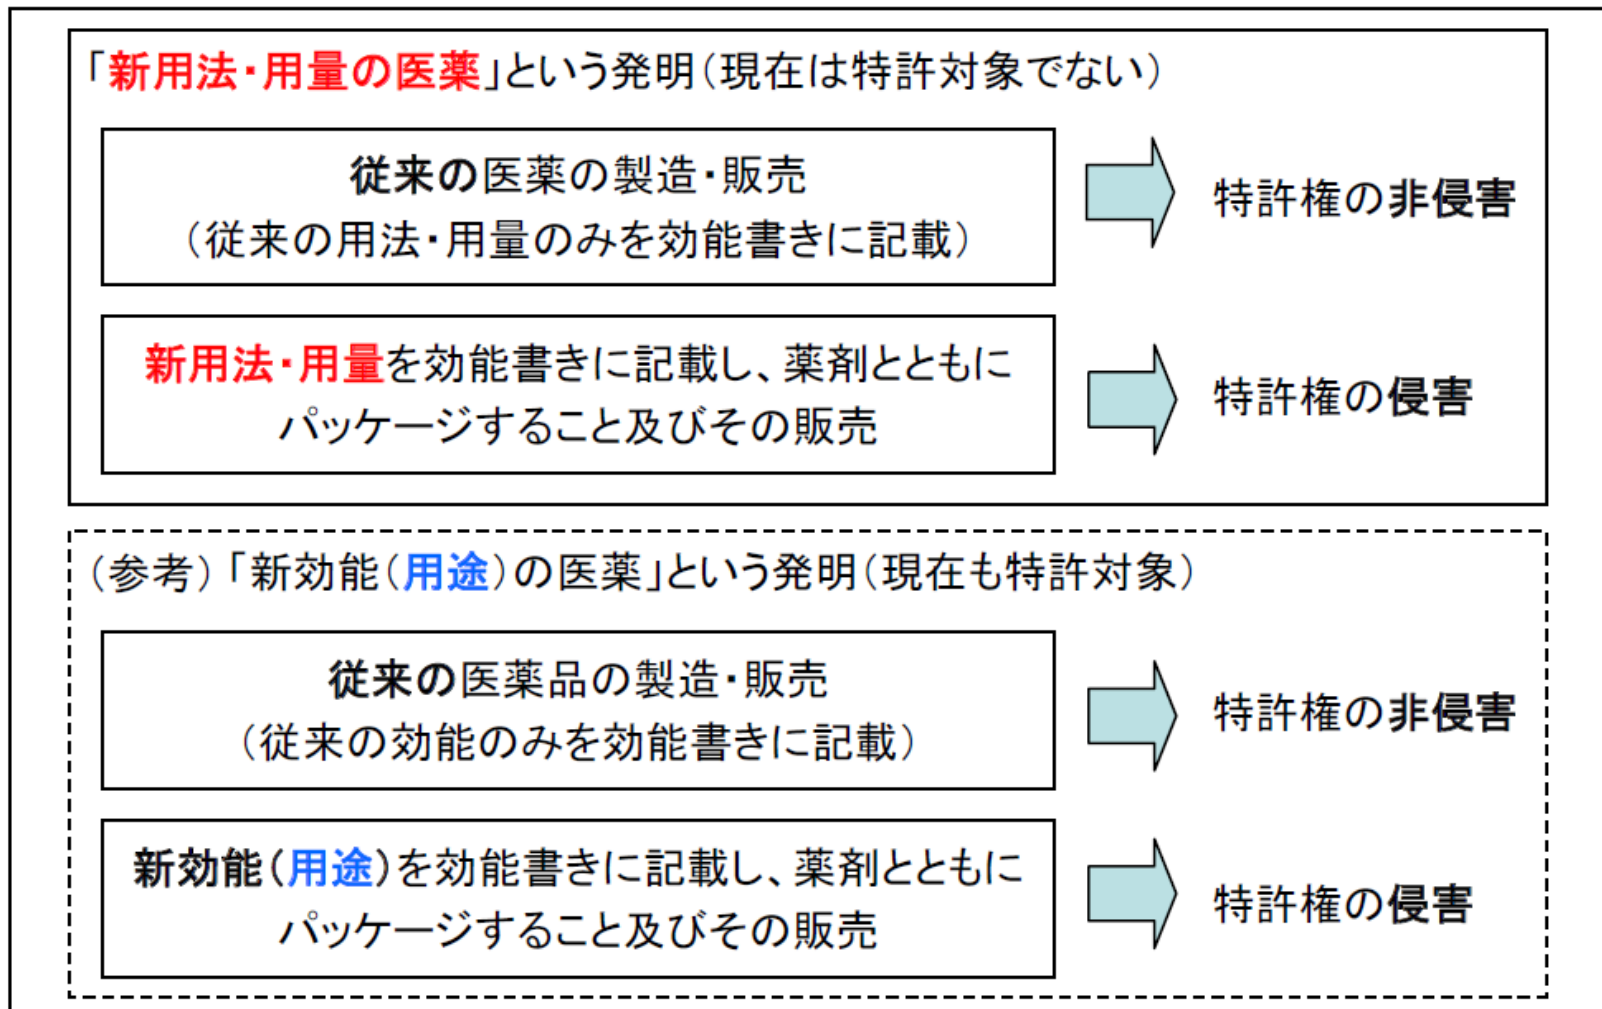 「新用法・用量の医薬」という発明（現在は特許対象でない）
従来の医薬の製造・販売
（従来の用法・用量のみを効能書きに記載）
特許権の非侵害
新用法・用量を効能書きに記載し、薬剤とともに
パッケージすること及びその販売
特許権の侵害
（参考）「新効能（用途）の医薬」という発明（現在も特許対象）
従来の医薬品の製造・販売
（従来の効能のみを効能書きに記載）
特許権の非侵害
新効能（用途）を効能書きに記載し、薬剤とともに
パッケージすること及びその販売
特許権の侵害